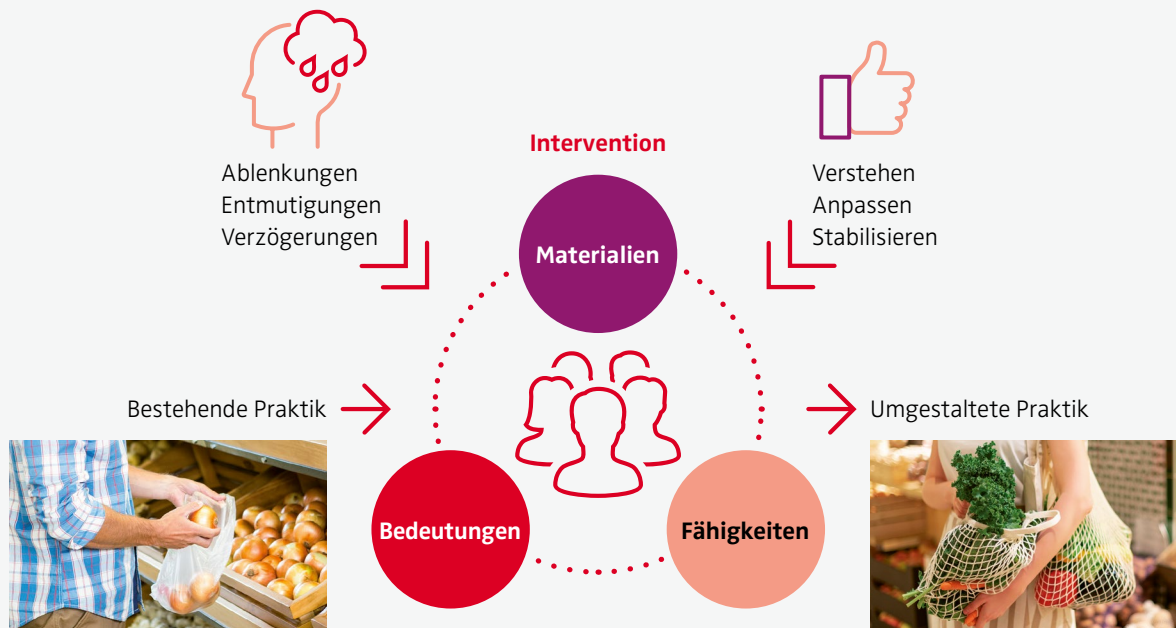 Ablenkungen
Entmutigungen
Verzögerungen
Intervention
Verstehen
Anpassen
Stabilisieren
Materialien
Bestehende Praktik
Umgestaltete Praktik
Bedeutungen
Fähigkeiten